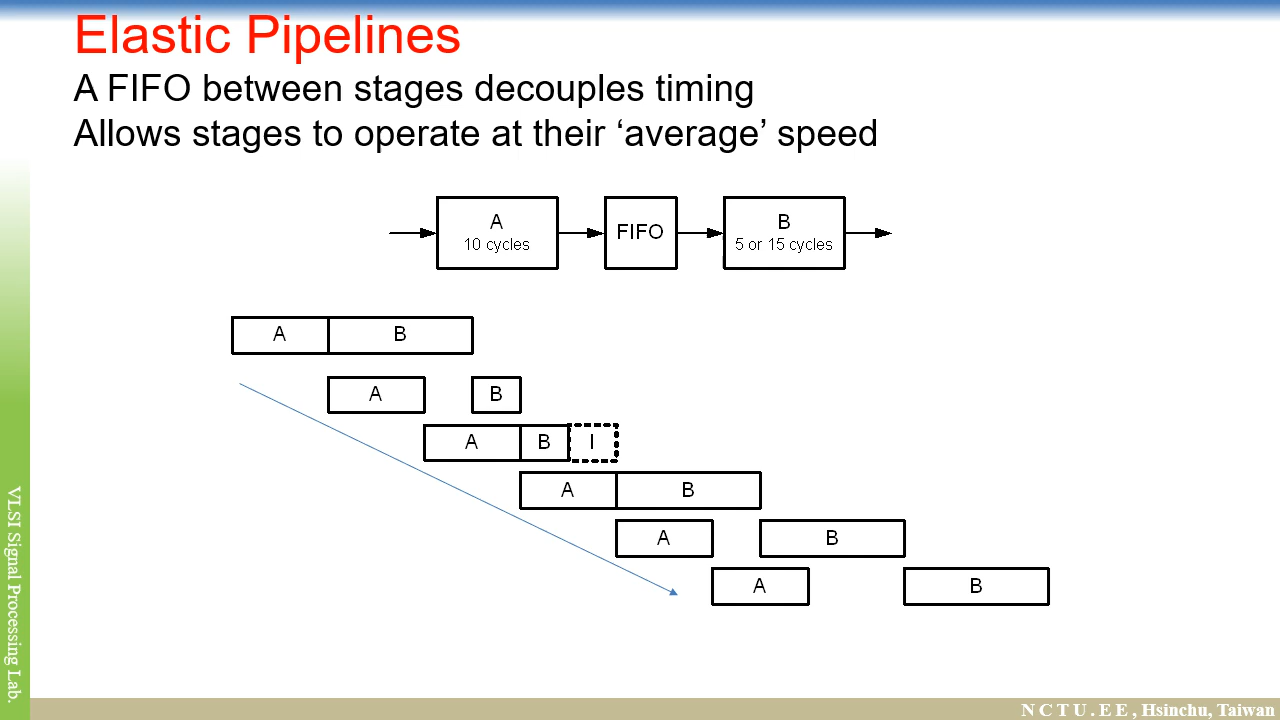 Elastic Pipelines
A FIFO between stages decouples timing
Allows stages to operate at their ‘average’ speed
A
10 cycles
FIFO
B
5 or 15 cycles
A B
A B
A B I
A B
A B
A B
VLSI Signal Processing Lab.
N C T U . E E , Hsinchu, Taiwan